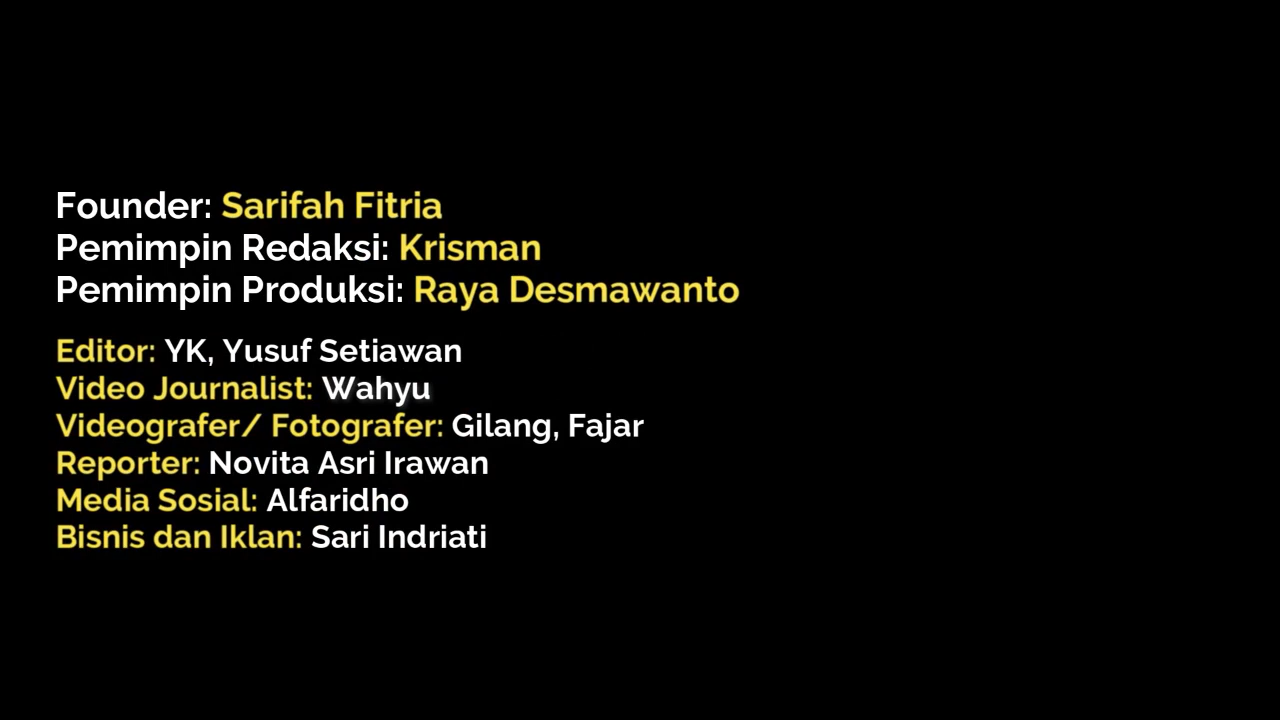 Founder: Sarifah Fitria
Pemimpin Redaksi: Krisman
Pemimpin Produksi: Raya Desmawanto
Editor: YK, Yusuf Setiawan
Video Journalist: Wahyu
Videografer/ Fotografer: Gilang, Fajar
Reporter: Novita Asri Irawan
Media Sosial: Alfaridho
Bisnis dan Iklan: Sari Indriati